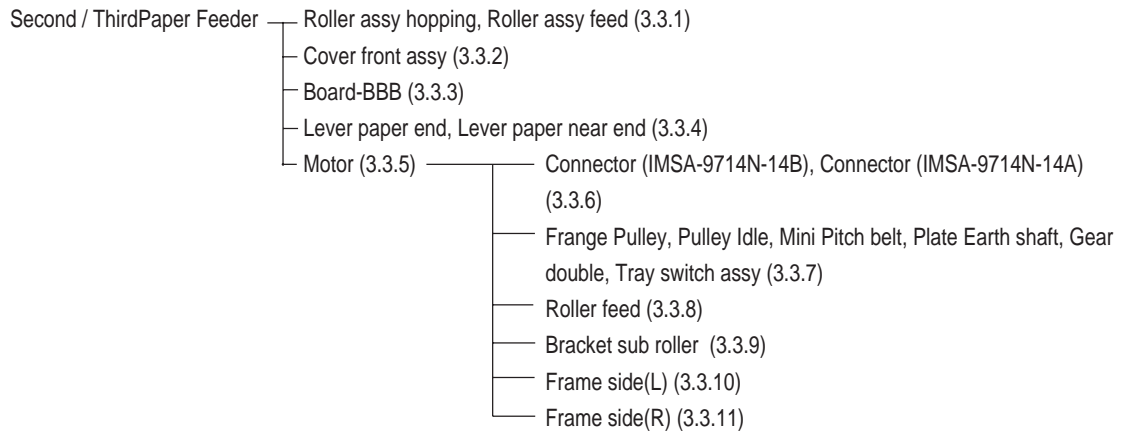 Second / ThirdPaper Feeder
Roller assy hopping, Roller assy feed (3.3.1)
Cover front assy (3.3.2)
Board-BBB (3.3.3)
Lever paper end, Lever paper near end (3.3.4)
Motor (3.3.5)
Connector (IMSA-9714N-14B), Connector (IMSA-9714N-14A)
(3.3.6)
Frange Pulley, Pulley Idle, Mini Pitch belt, Plate Earth shaft, Gear
double, Tray switch assy (3.3.7)
Roller feed (3.3.8)
Bracket sub roller (3.3.9)
Frame side(L) (3.3.10)
Frame side(R) (3.3.11)